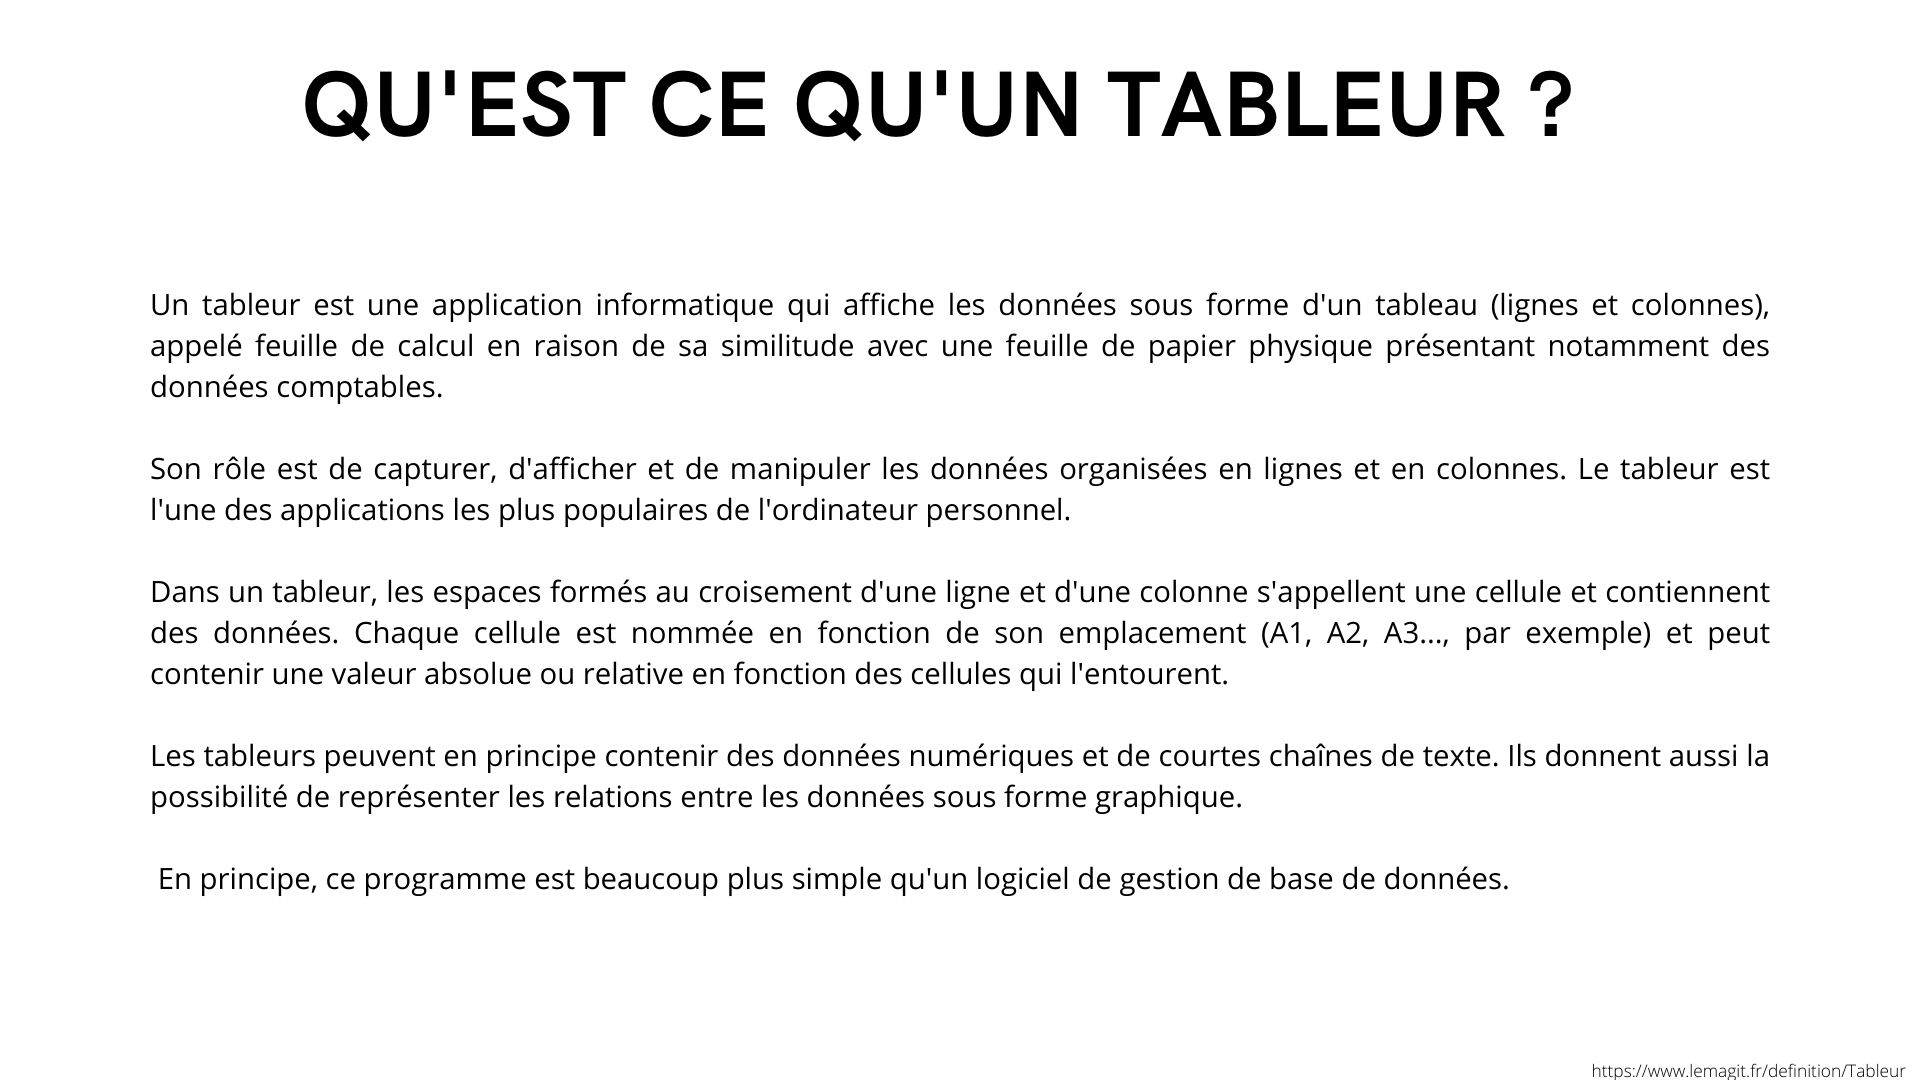 QU'EST CE QU'UN TABLEUR ?
Un tableur est une application informatique qui affiche les données sous forme d'un tableau (lignes et colonnes),
appelé feuille de calcul en raison de sa similitude avec une feuille de papier physique présentant notamment des
données comptables.
Son rôle est de capturer, d'afficher et de manipuler les données organisées en lignes et en colonnes. Le tableur est
l'une des applications les plus populaires de l'ordinateur personnel.
Dans un tableur, les espaces formés au croisement d'une ligne et d'une colonne s'appellent une cellule et contiennent
des données. Chaque cellule est nommée en fonction de son emplacement (A1, A2, A3..., par exemple) et peut
contenir une valeur absolue ou relative en fonction des cellules qui l'entourent.
Les tableurs peuvent en principe contenir des données numériques et de courtes chaînes de texte. Ils donnent aussi la
possibilité de représenter les relations entre les données sous forme graphique.
En principe, ce programme est beaucoup plus simple qu'un logiciel de gestion de base de données.
https://www.lemagit.fr/definition/Tableur